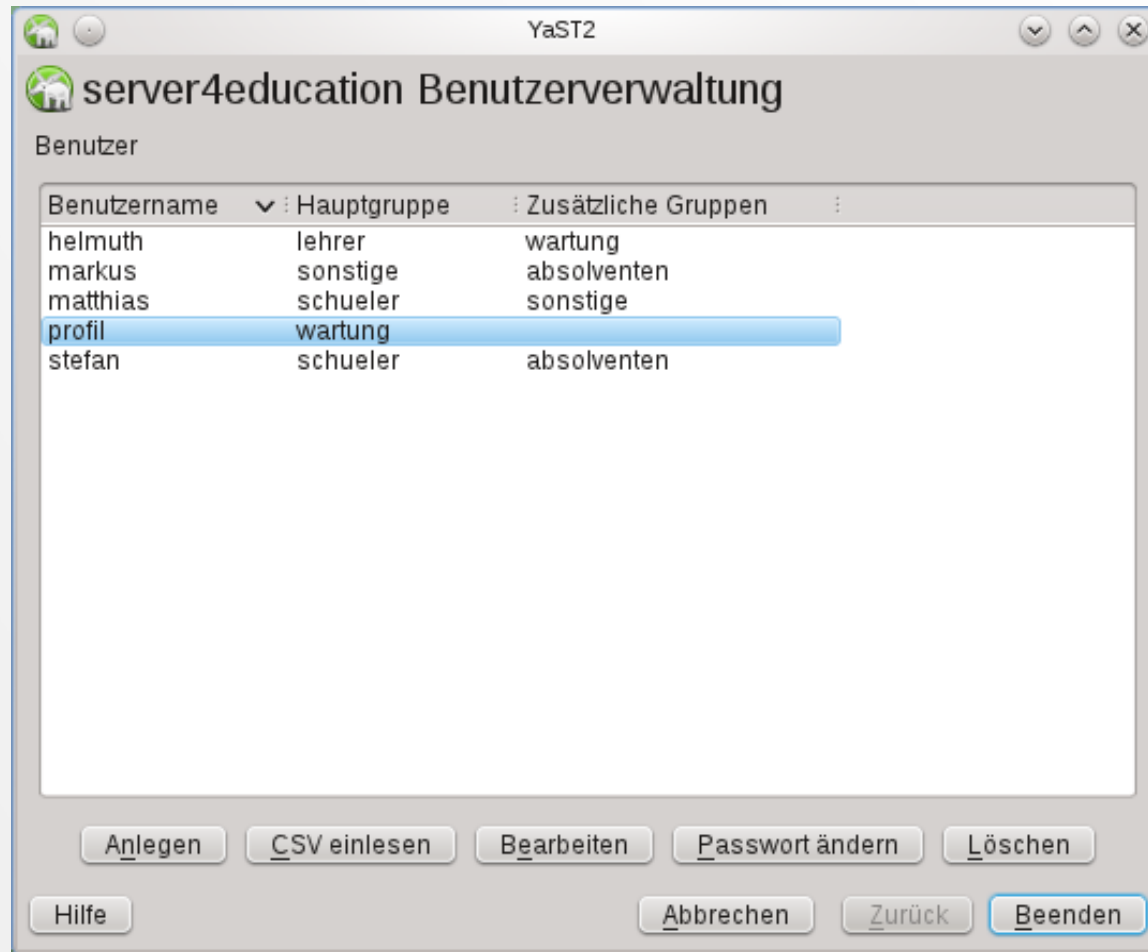 YaST2
server4education Benutzerverwaltung
Benutzer
Benutzername Hauptgruppe Zusätzliche Gruppen
helmuth lehrer wartung
markus sonstige absolventen
matthias schueler sonstige
profil wartung
stefan schueler absolventen
Anlegen CSV einlesen Bearbeiten Passwort ändern Löschen
Hilfe Abbrechen Zurück Beenden